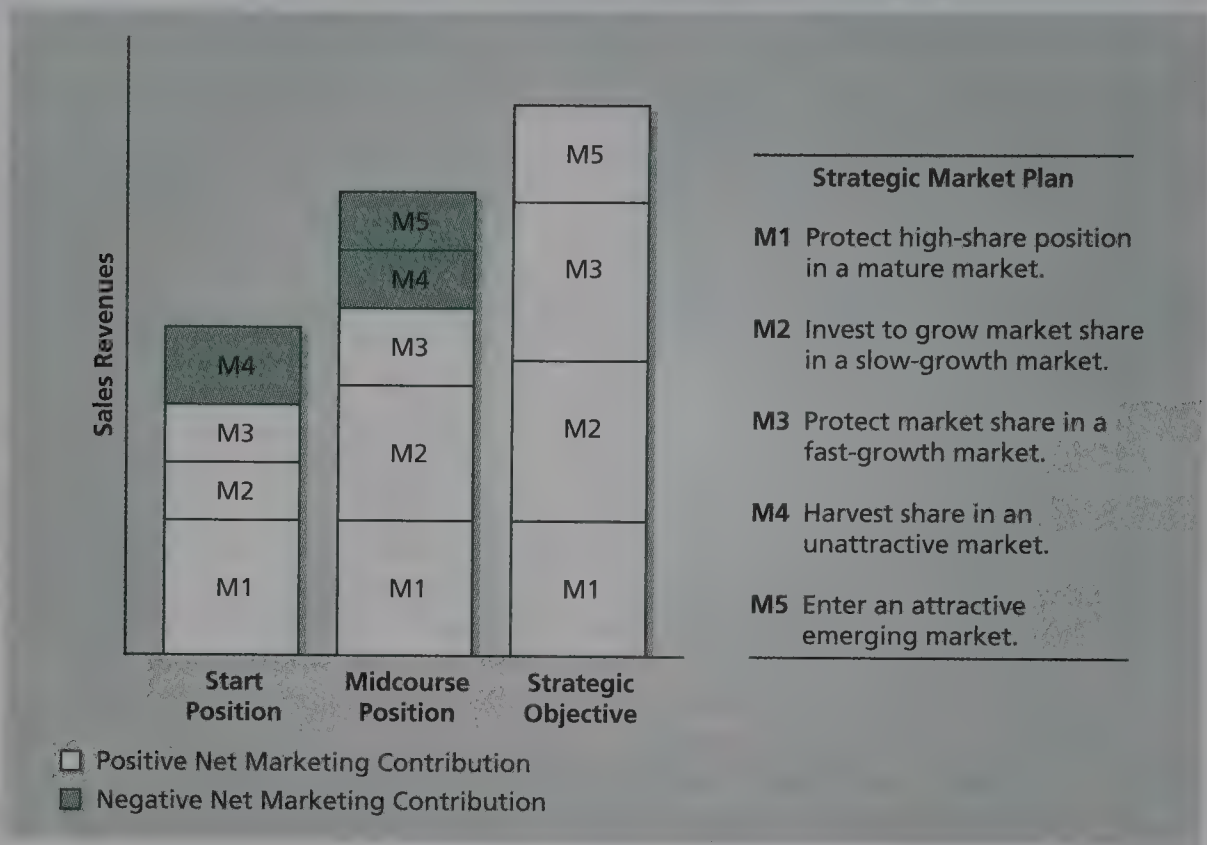 Sales Revenues
M4
M3
M2
M1
M5
M4
M3
M2
M1
M5
M3
M2
M1
Start
Position
Midcourse
Position
Strategic
Objective
Positive Net Marketing Contribution
Negative Net Marketing Contribution
Strategic Market Plan
M1 Protect high-share position
in a mature market.
M2 Invest to grow market share
in a slow-growth market.
M3 Protect market share in a
fast-growth market.
M4 Harvest share in an
unattractive market.
M5 Enter an attractive
emerging market.